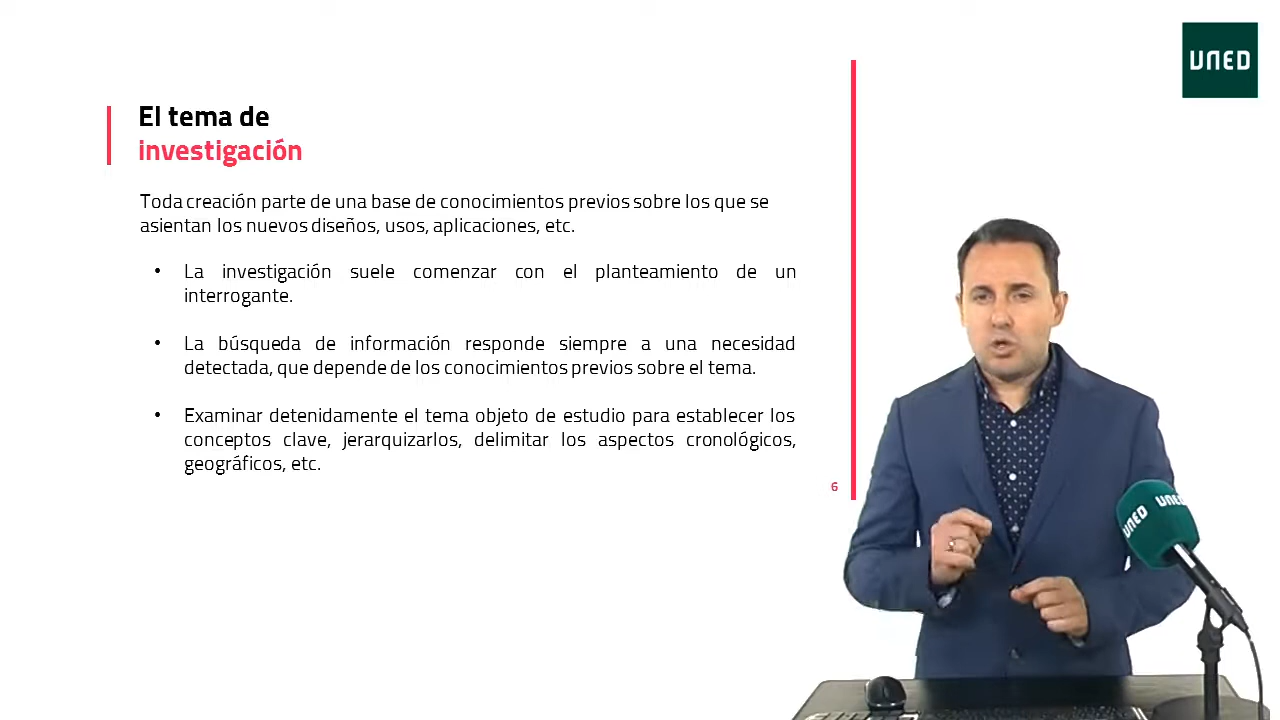 UNED
El tema de
investigación
Toda creación parte de una base de conocimientos previos sobre los que se
asientan los nuevos diseños, usos, aplicaciones, etc.
• La investigación suele comenzar con el planteamiento de un
interrogante.
• La búsqueda de información responde siempre a una necesidad
detectada, que depende de los conocimientos previos sobre el tema.
• Examinar detenidamente el tema objeto de estudio para establecer los
conceptos clave, jerarquizarlos, delimitar los aspectos cronológicos,
geográficos, etc.
6
UNED UNED